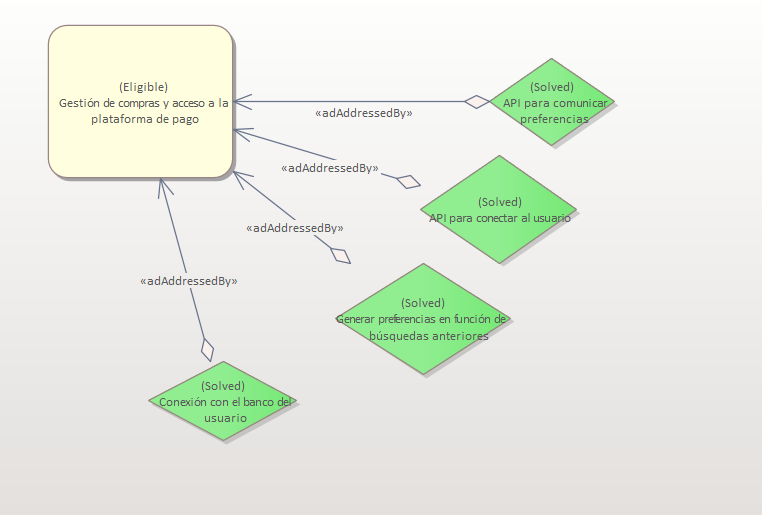 (Eligible)
Gestión de compras y acceso a la
plataforma de pago
(Solved)
API para comunicar
preferencias
«adAddressedBy»
«adAddressedBy»
(Solved)
API para conectar al usuario
«adAddressedBy»
(Solved)
Generar preferencias en función de
búsquedas anteriores
«adAddressedBy»
(Solved)
Conexión con el banco del
usuario